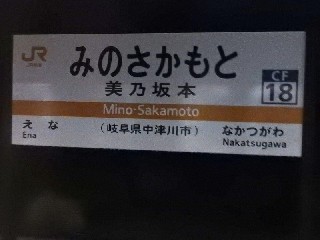 JR
みのさかもと
美乃坂本
CF
18
Mino-Sakamoto
えな
Ena
(岐阜県中津川市)
なかつがわ
Nakatsugawa